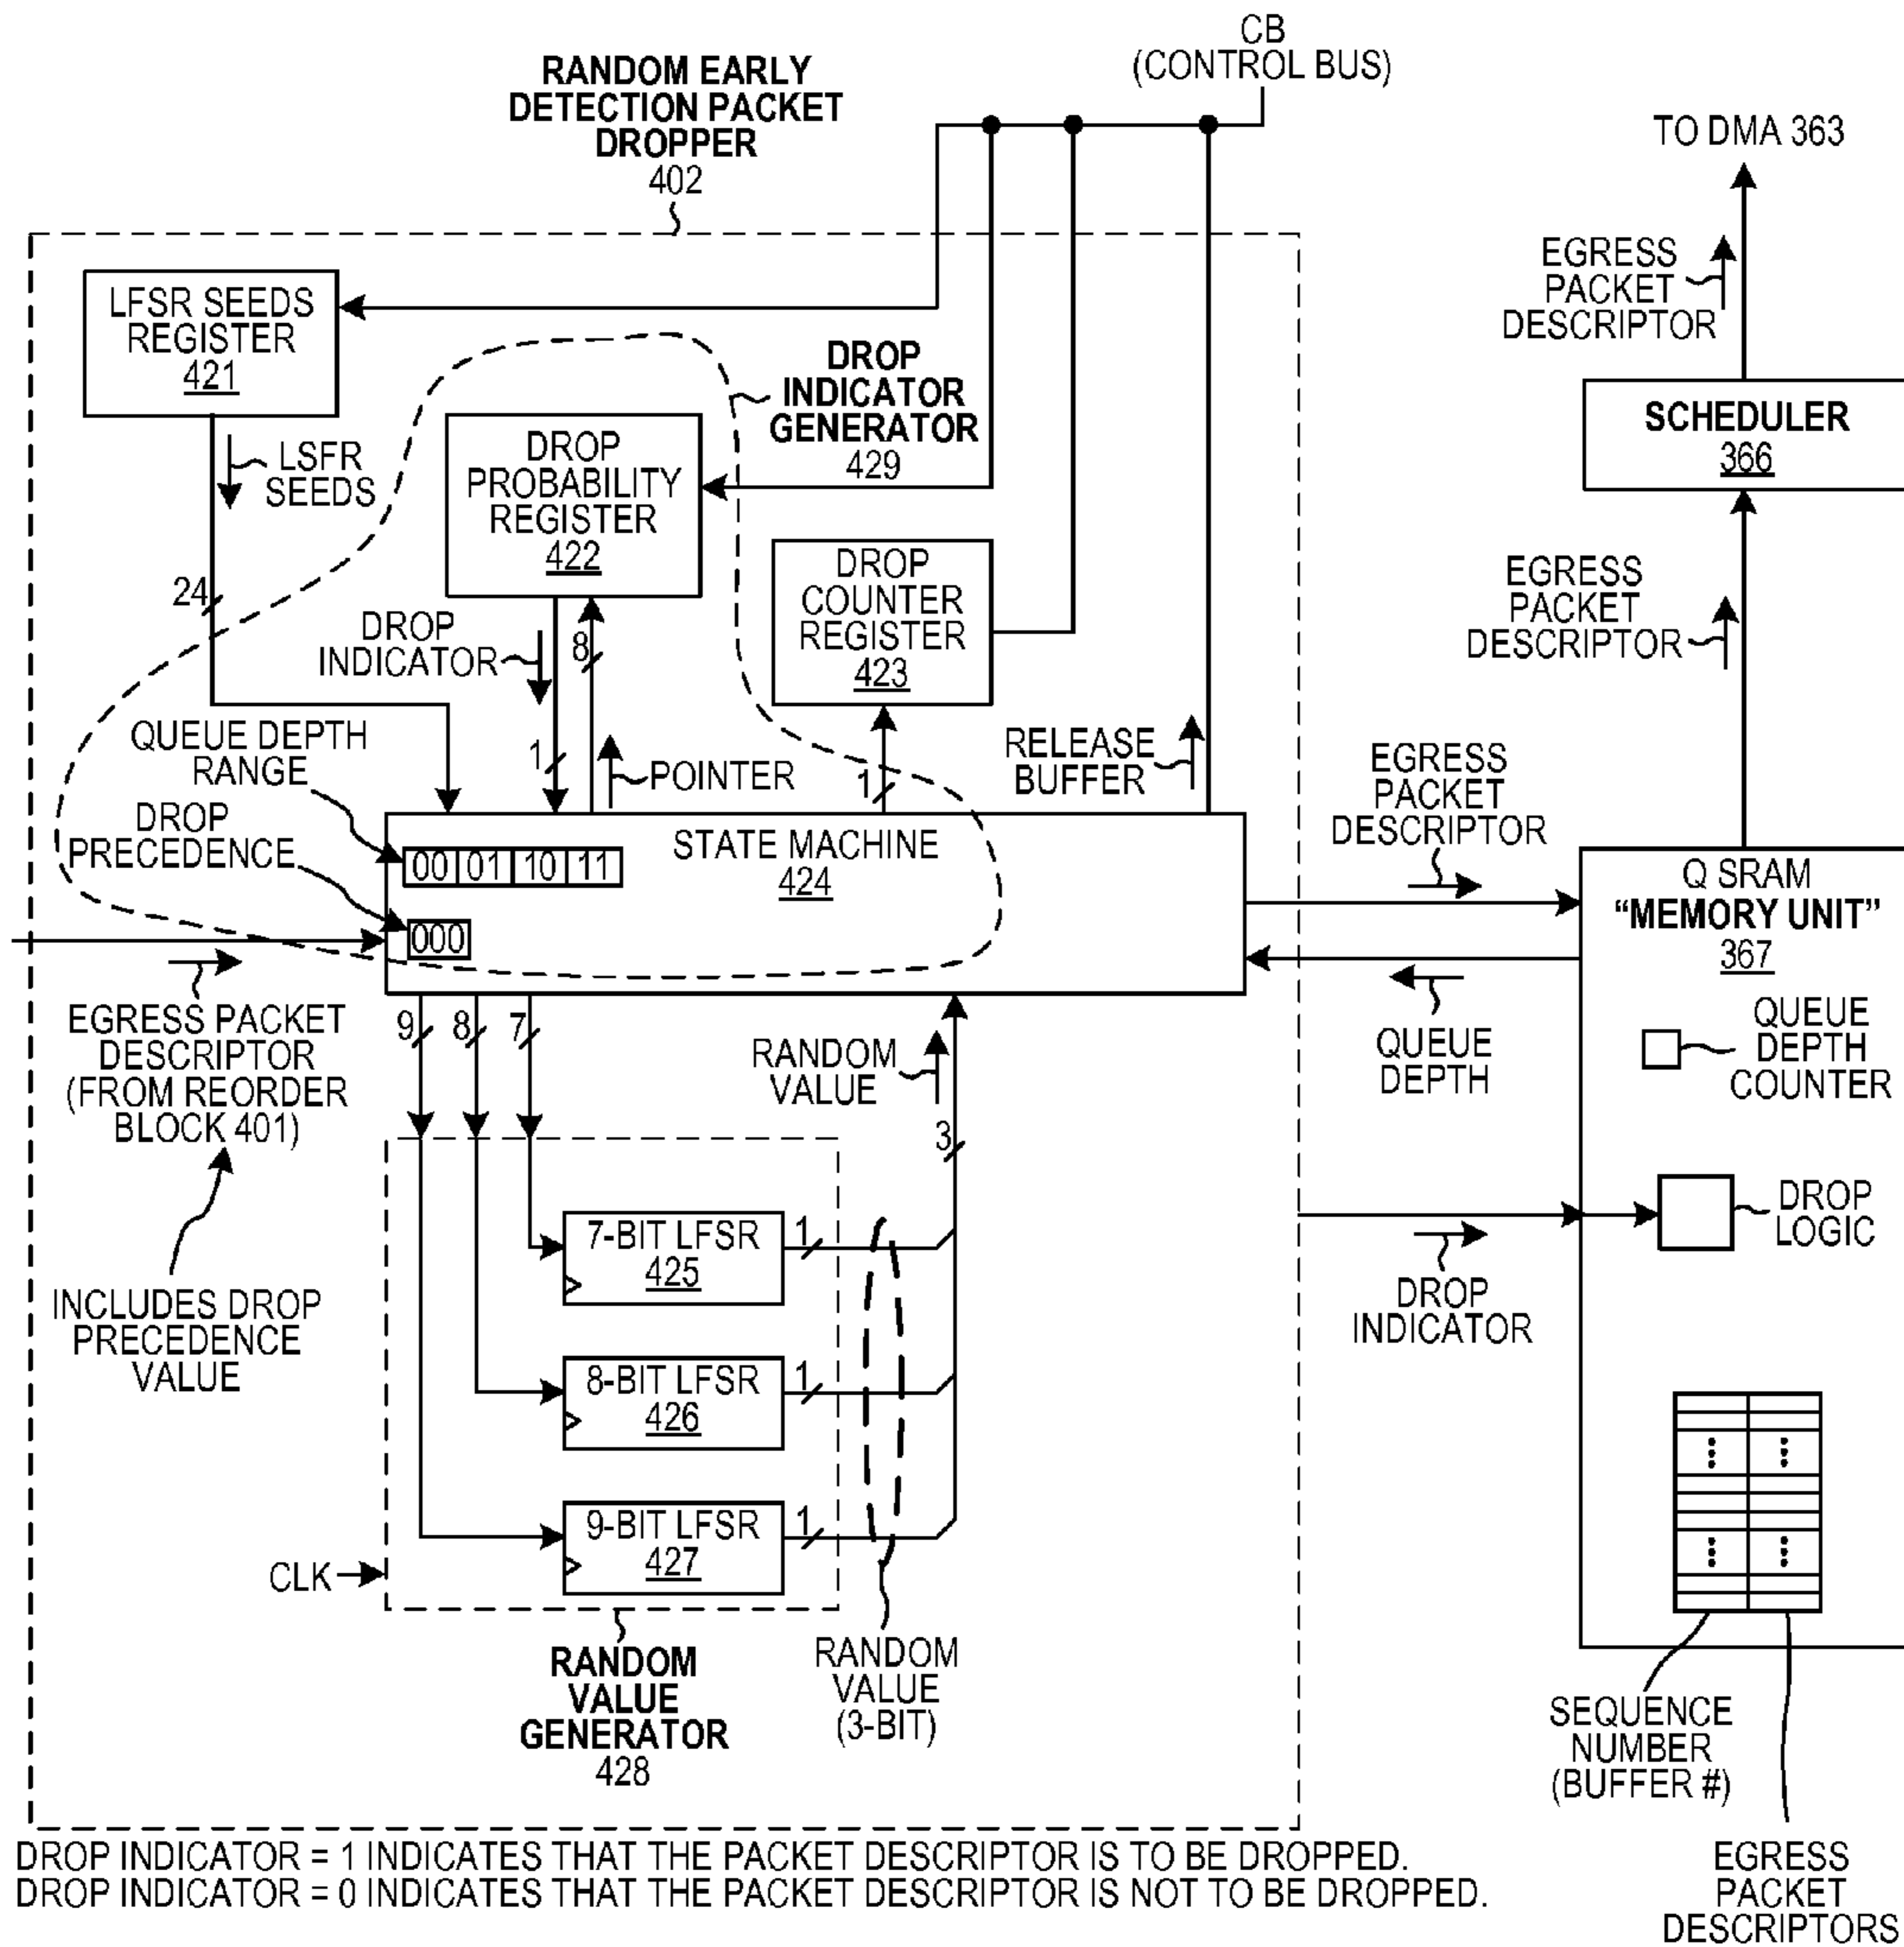 CB
(CONTROL BUS)
RANDOM EARLY
DETECTION PACKET
DROPPER
402
TO DMA 363
EGRESS
PACKET
DESCRIPTOR
LFSR SEEDS
REGISTER
421
DROP
INDICATOR
GENERATOR
429
SCHEDULER
366
LSFR
SEEDS
DROP
PROBABILITY
REGISTER
422
DROP
COUNTER
REGISTER
423
24
DROP
INDICATOR
8
EGRESS
PACKET
DESCRIPTOR
QUEUE DEPTH
RANGE
1
POINTER
1
RELEASE
BUFFER
EGRESS
PACKET
DESCRIPTOR
DROP
PRECEDENCE
00 01 10 11
000
STATE MACHINE
424
Q SRAM
“MEMORY UNIT”
367
EGRESS PACKET
DESCRIPTOR
(FROM REORDER
BLOCK 401)
9
8
7
RANDOM
VALUE
3
QUEUE
DEPTH
QUEUE
DEPTH
COUNTER
INCLUDES DROP
PRECEDENCE
VALUE
7-BIT LFSR
425
1
8-BIT LFSR
426
1
9-BIT LFSR
427
1
DROP
LOGIC
DROP
INDICATOR
CLK
RANDOM
VALUE
GENERATOR
428
RANDOM
VALUE
(3-BIT)
SEQUENCE
NUMBER
(BUFFER #)
EGRESS
PACKET
DESCRIPTORS
DROP INDICATOR = 1 INDICATES THAT THE PACKET DESCRIPTOR IS TO BE DROPPED.
DROP INDICATOR = 0 INDICATES THAT THE PACKET DESCRIPTOR IS NOT TO BE DROPPED.